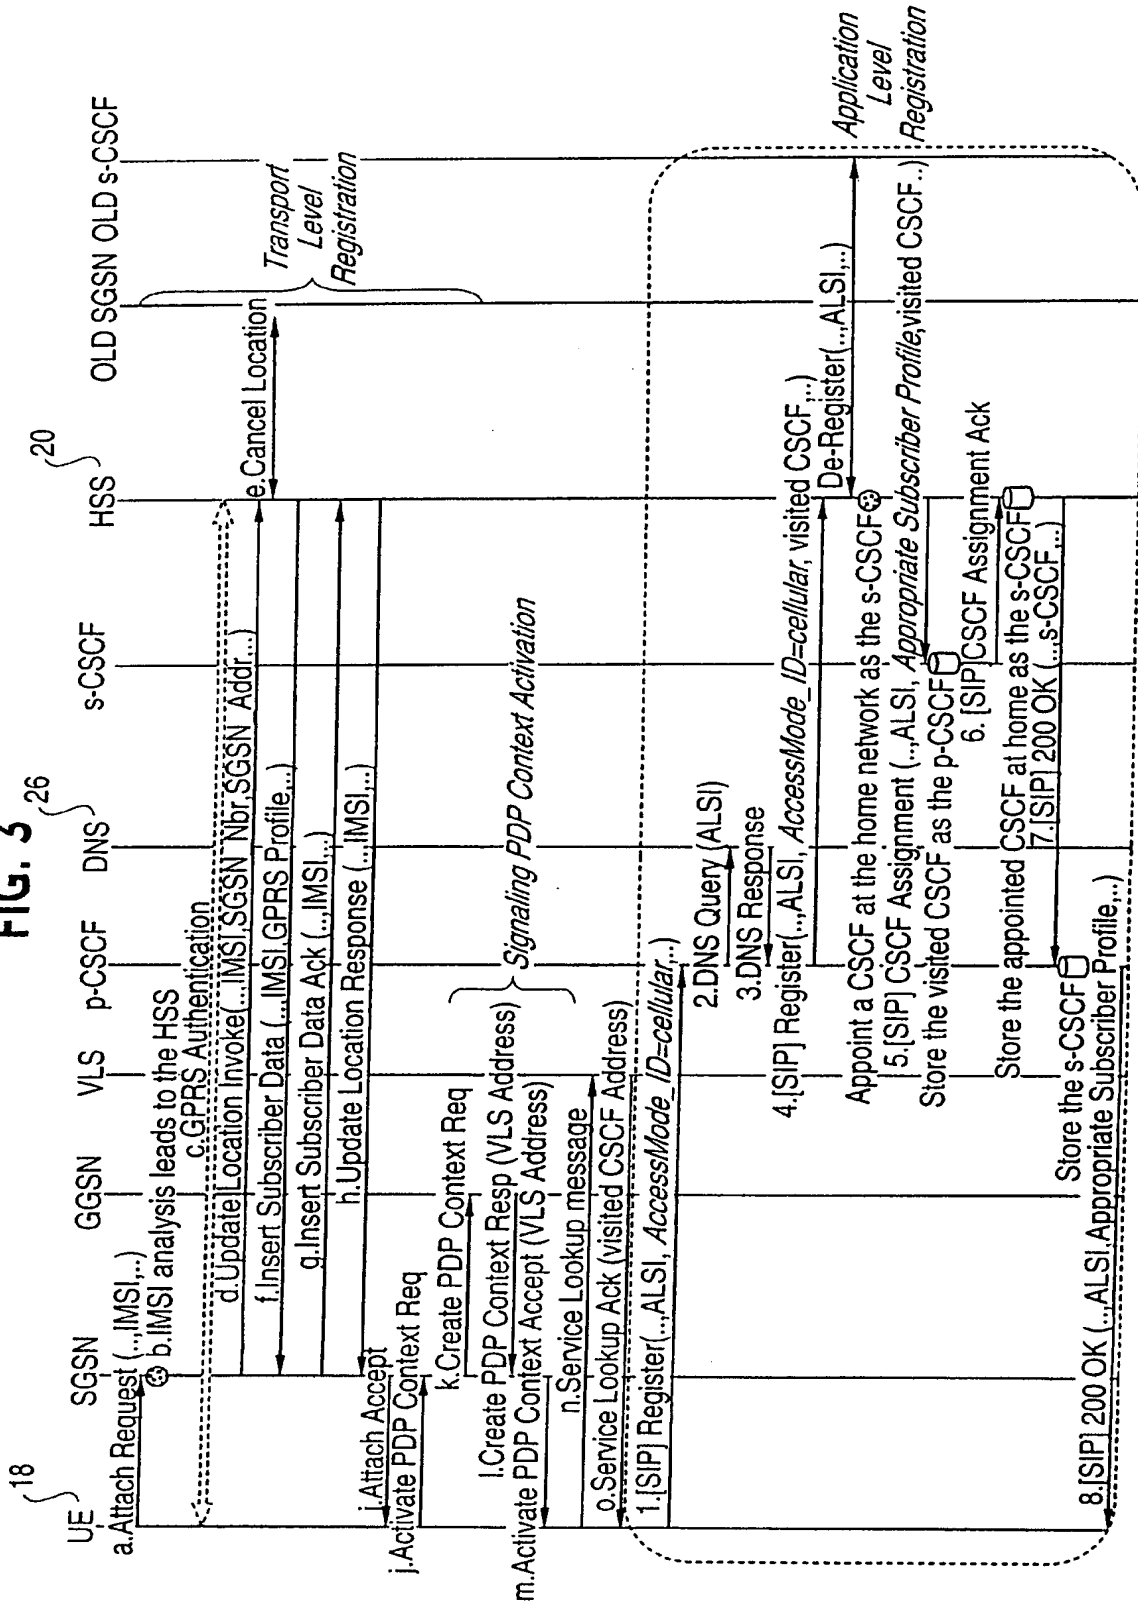 FIG. 3
18
26
20
UE
SGSN
GGSN
VLS
p-CSCF
DNS
s-CSCF
HSS
OLD SGSN
OLD s-CSCF
a.Attach Request (..,IMSI,..)
b.IMSI analysis leads to the HSS
c.GPRS Authentication
d.Update Location Invoke(..,IMSI,SGSN Nbr,SGSN Addr,..)
e.Cancel Location
f.Insert Subscriber Data (..,IMSI,GPRS Profile,..)
g.Insert Subscriber Data Ack (..,IMSI,..)
h.Update Location Response (..,IMSI,..)
Transport
Level
Registration
j.Attach Accept
j.Activate PDP Context Req
k.Create PDP Context Req
l.Create PDP Context Resp (VLS Address)
m.Activate PDP Context Accept (VLS Address)
Signaling PDP Context Activation
n.Service Lookup message
o.Service Lookup Ack (visited CSCF Address)
1.[SIP] Register(..,ALSI, AccessMode_ID=cellular,..)
2.DNS Query (ALSI)
3.DNS Response
4.[SIP] Register(..,ALSI, AccessMode_ID=cellular, visited CSCF,..)
De-Register(..,ALSI,..)
Application
Level
Registration
Appoint a CSCF at the home network as the s-CSCF
5.[SIP] CSCF Assignment (..,ALSI, Appropriate Subscriber Profile,visited CSCF..)
Store the visited CSCF as the p-CSCF
6. [SIP] CSCF Assignment Ack
Store the appointed CSCF at home as the s-CSCF
7.[SIP] 200 OK (..,s-CSCF,..)
Store the s-CSCF
8.[SIP] 200 OK (..,ALSI,Appropriate Subscriber Profile,..)